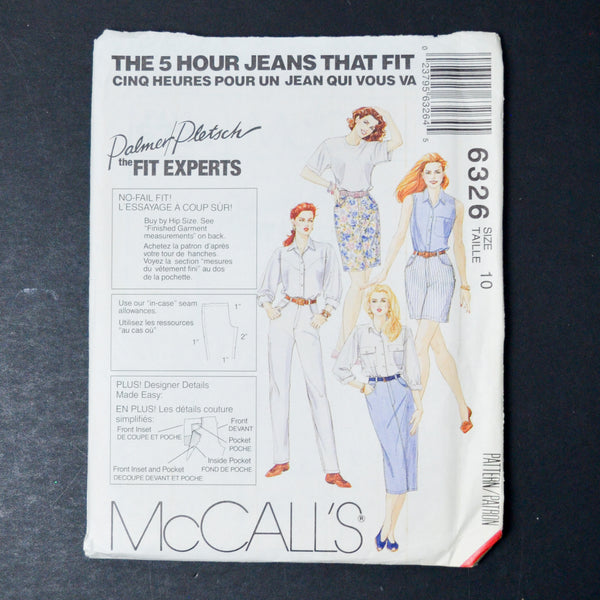 THE 5 HOUR JEANS THAT FIT
CINQ HEURES POUR UN JEAN QUI VOUS VA
0 23795 63264 5
Palmer/Pletsch
the FIT EXPERTS
6326
SIZE 10
TAILLE
NO-FAIL FIT!
L'ESSAYAGE A COUP SÛR!
Buy by Hip Size. See
"Finished Garment
measurements" on back.
Achetez la patron d'après
votre tour de hanches.
Voyez la section "mesures
du vêtement fini" au dos
de la pochette.
Use our "in-case" seam
allowances.
Utilisez les ressources
"au cas où"
1"
2"
1"
1"
PLUS! Designer Details
Made Easy:
EN PLUS! Les détails couture
simplifiés:
Front Inset
DE COUPE ET POCHE
Front
DEVANT
Pocket
POCHE
Inside Pocket
FOND DE POCHE
Front Inset and Pocket
DECOUPE DEVANT ET POCHE
PATTERN/PATRON
McCALL'S®